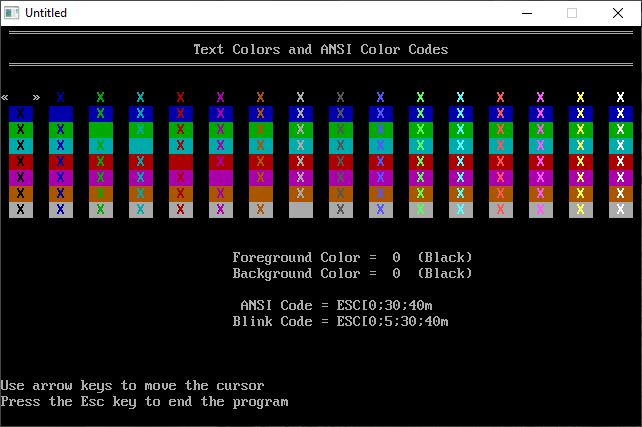 Untitled
Text Colors and ANSI Color Codes
« » X X X X X X X X X X X X X X X
X X X X X X X X X X X X X X X
X X X X X X X X X X X X X X X
X X X X X X X X X X X X X X X
X X X X X X X X X X X X X X X
X X X X X X X X X X X X X X X
X X X X X X X X X X X X X X X
X X X X X X X X X X X X X X X
Foreground Color = 0 (Black)
Background Color = 0 (Black)
ANSI Code = ESC[0;30;40m
Blink Code = ESC[0;5;30;40m
Use arrow keys to move the cursor
Press the Esc key to end the program